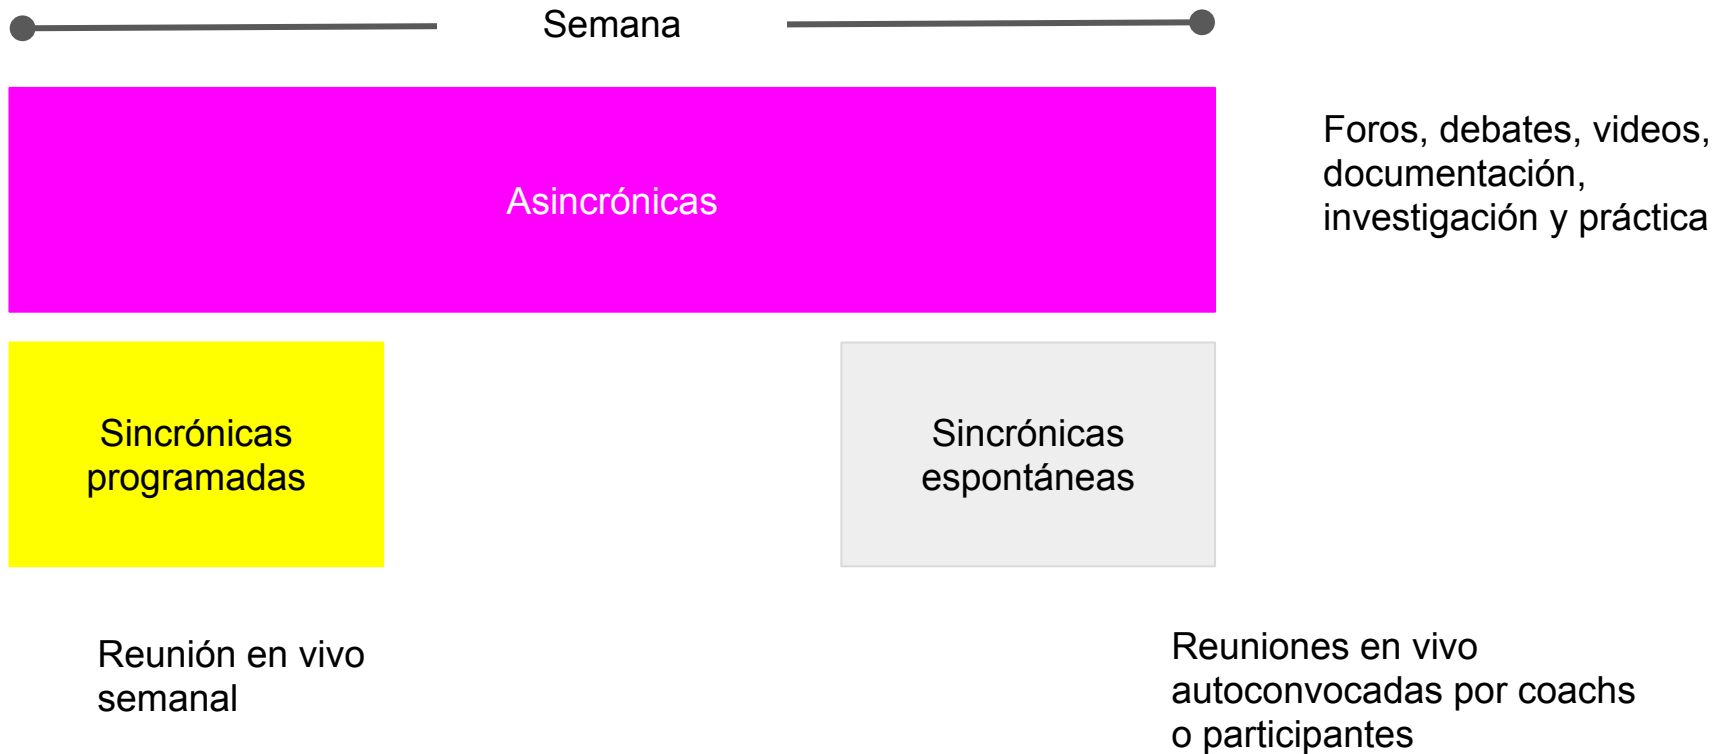 Semana
Asincrónicas
Foros, debates, videos,
documentación,
investigación y práctica
Sincrónicas
programadas
Sincrónicas
espontáneas
Reunión en vivo
semanal
Reuniones en vivo
autoconvocadas por coachs
o participantes